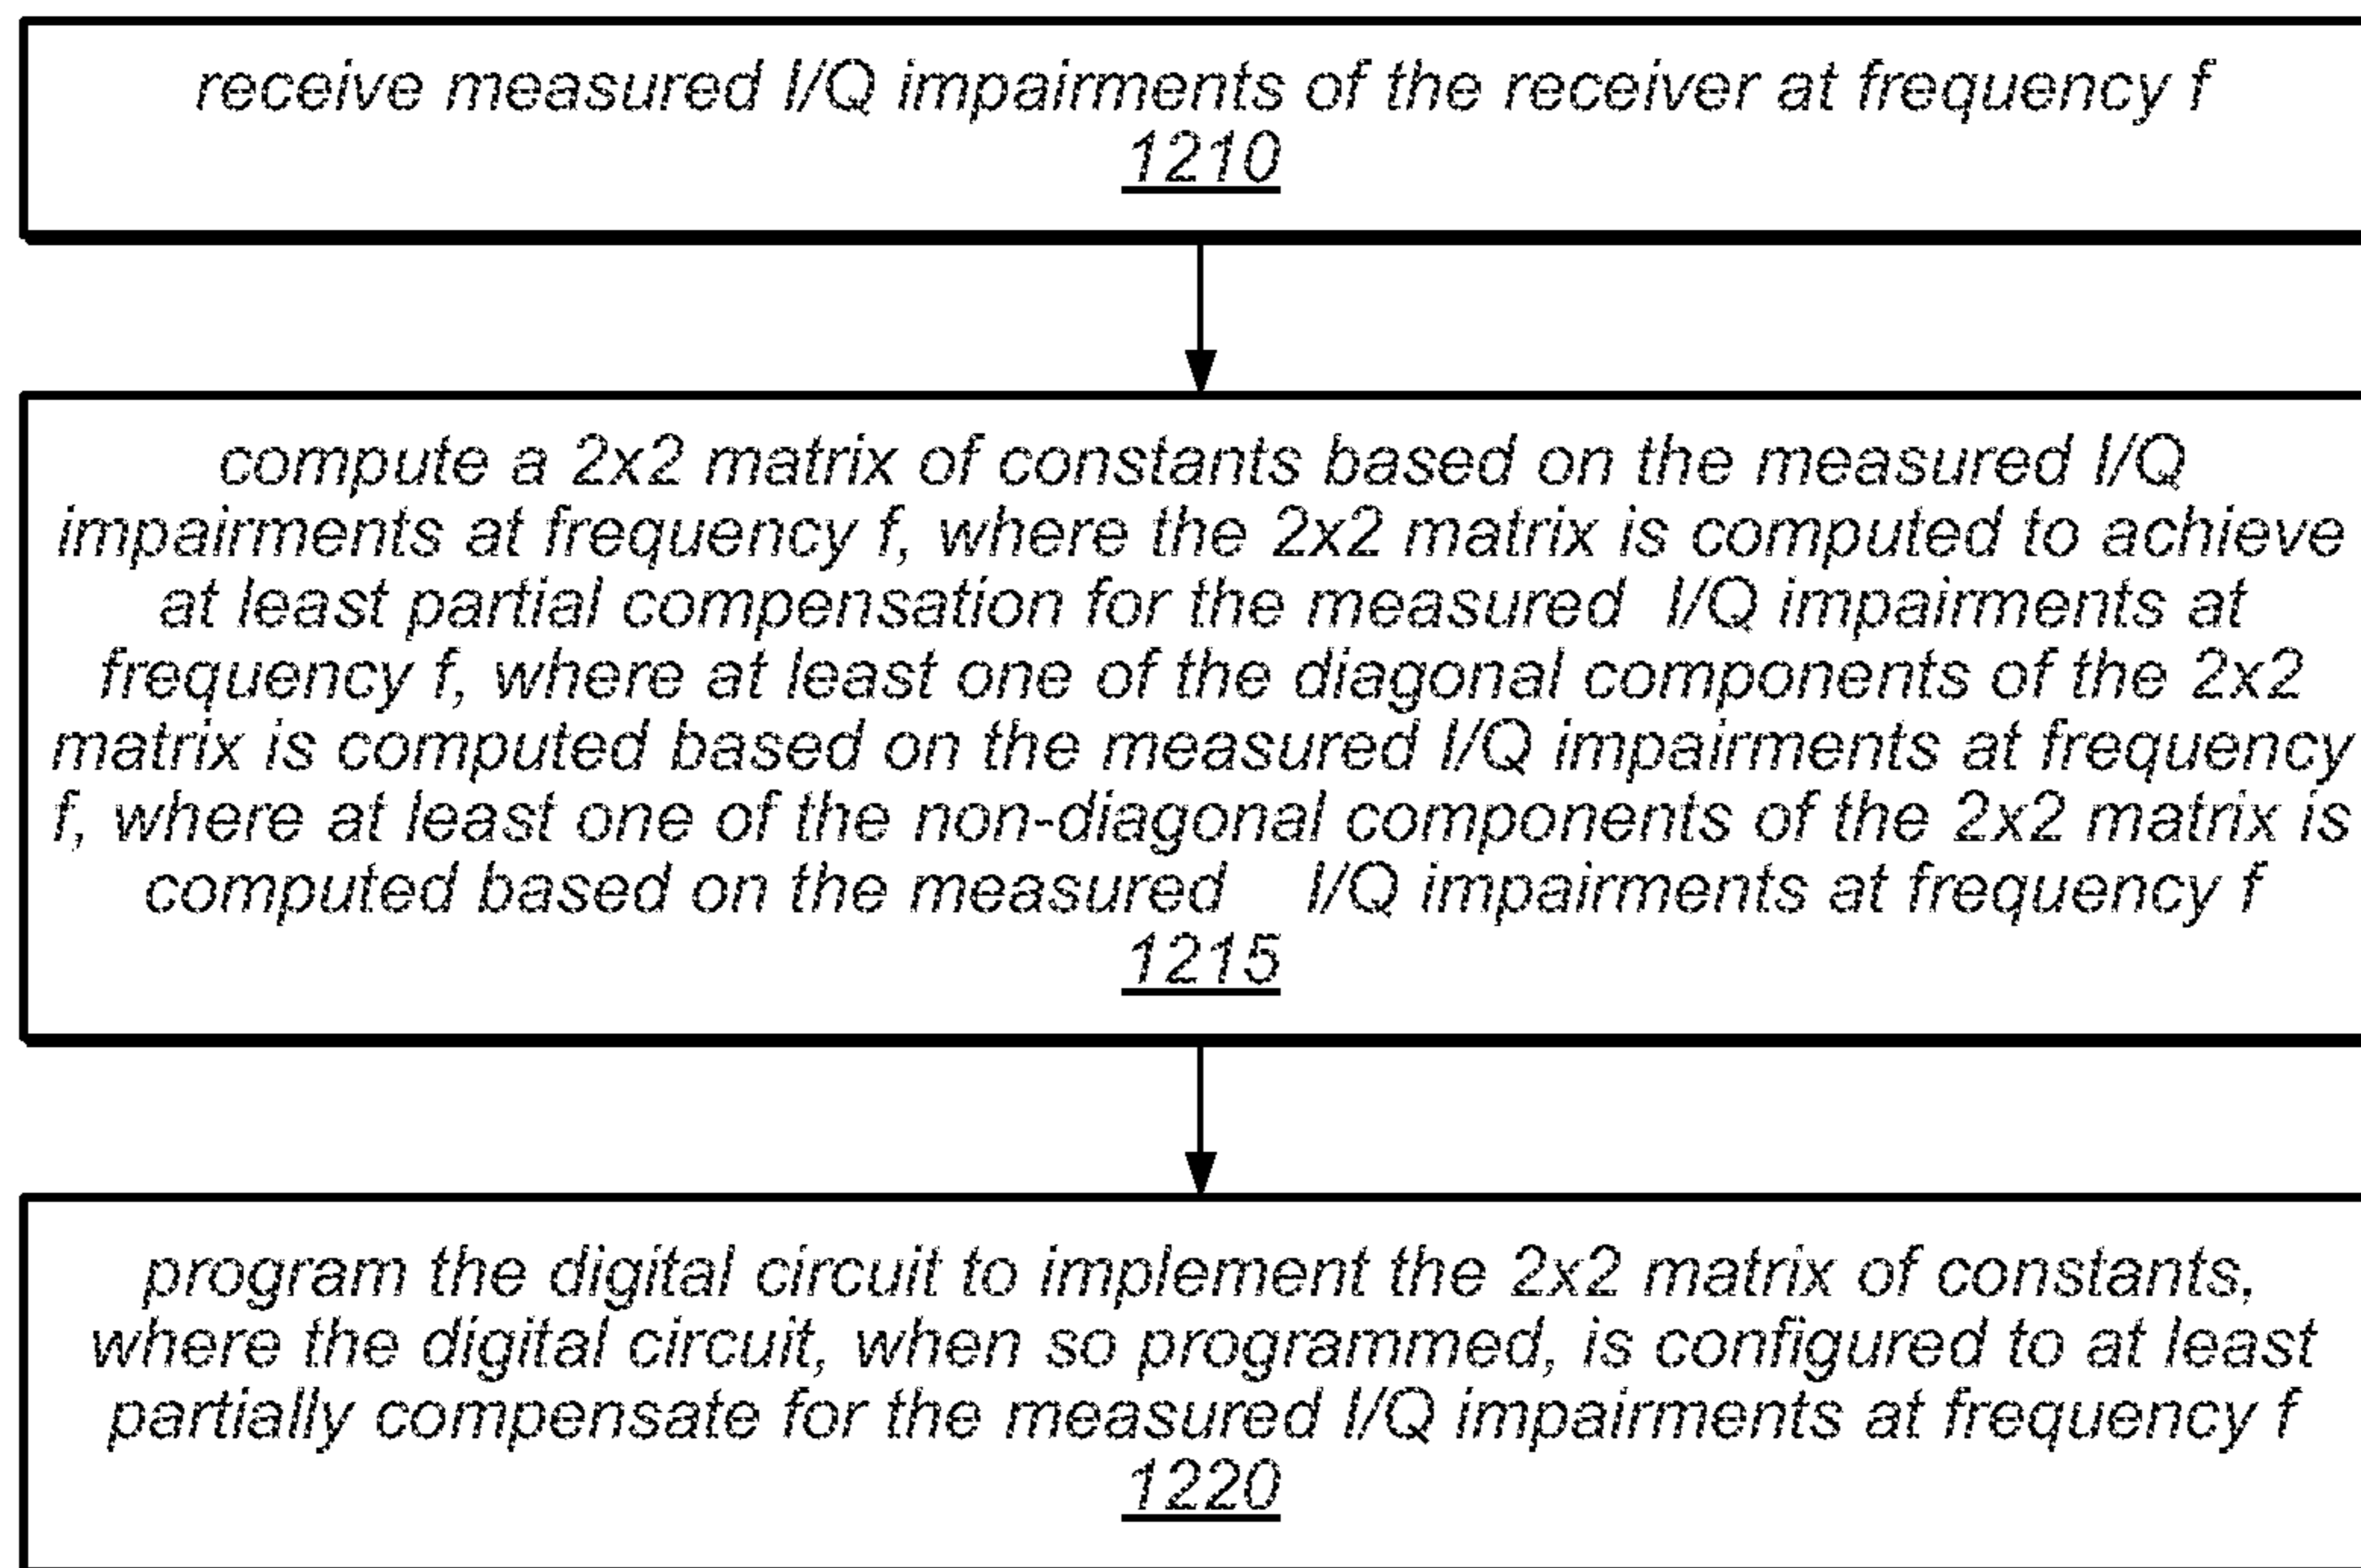 receive measured I/Q impairments of the receiver at frequency f
1210
compute a 2x2 matrix of constants based on the measured I/Q
impairments at frequency f, where the 2x2 matrix is computed to achieve
at least partial compensation for the measured I/Q impairments at
frequency f, where at least one of the diagonal components of the 2x2
matrix is computed based on the measured I/Q impairments at frequency
f, where at least one of the non-diagonal components of the 2x2 matrix is
computed based on the measured I/Q impairments at frequency f
1215
program the digital circuit to implement the 2x2 matrix of constants,
where the digital circuit, when so programmed, is configured to at least
partially compensate for the measured I/Q impairments at frequency f
1220